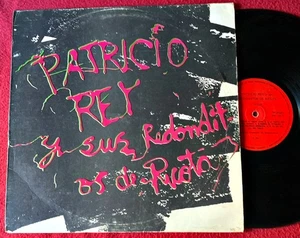 PATRICIO
REY
y sus Redondit
os de Ricota